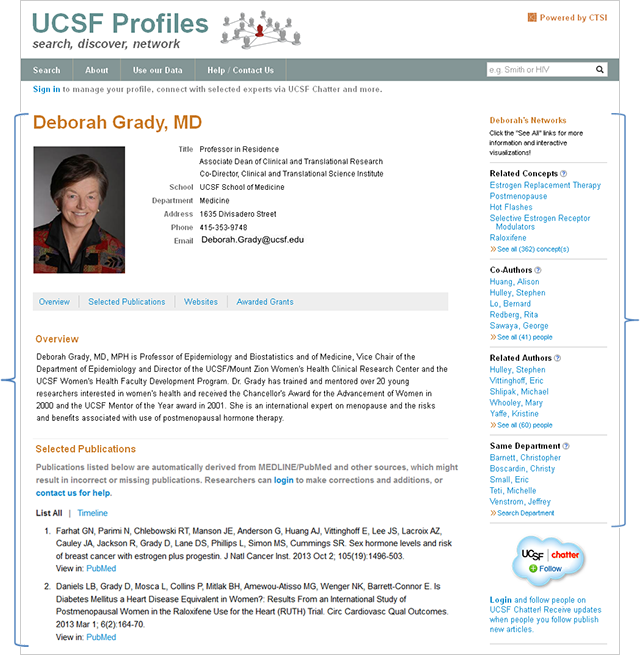 UCSF Profiles
search, discover, network
Powered by CTSI
Search
About
Use our Data
Help / Contact Us
e.g. Smith or HIV
Sign in to manage your profile, connect with selected experts via UCSF Chatter and more.
Deborah Grady, MD
Title Professor in Residence
Associate Dean of Clinical and Translational Research
Co-Director, Clinical and Translational Science Institute
School UCSF School of Medicine
Department Medicine
Address 1635 Divisadero Street
Phone 415-353-9748
Email Deborah.Grady@ucsf.edu
Overview
Selected Publications
Websites
Awarded Grants
Overview
Deborah Grady, MD, MPH is Professor of Epidemiology and Biostatistics and of Medicine, Vice Chair of the
Department of Epidemiology and Director of the UCSF/Mount Zion Women's Health Clinical Research Center and the
UCSF Women's Health Faculty Development Program. Dr. Grady has trained and mentored over 20 young
researchers interested in women's health and received the Chancellor's Award for the Advancement of Women in
2000 and the UCSF Mentor of the Year award in 2001. She is an international expert on menopause and the risks
and benefits associated with use of postmenopausal hormone therapy.
Selected Publications
Publications listed below are automatically derived from MEDLINE/PubMed and other sources, which might
result in incorrect or missing publications. Researchers can login to make corrections and additions, or
contact us for help.
List All | Timeline
1. Farhat GN, Parimi N, Chlebowski RT, Manson JE, Anderson G, Huang AJ, Vittinghoff E, Lee JS, Lacroix AZ,
Cauley JA, Jackson R, Grady D, Lane DS, Phillips L, Simon MS, Cummings SR. Sex hormone levels and risk
of breast cancer with estrogen plus progestin. J Natl Cancer Inst. 2013 Oct 2; 105(19):1496-503.
View in: PubMed
2. Daniels LB, Grady D, Mosca L, Collins P, Mitlak BH, Amewou-Atisso MG, Wenger NK, Barrett-Connor E. Is
Diabetes Mellitus a Heart Disease Equivalent in Women?: Results From an International Study of
Postmenopausal Women in the Raloxifene Use for the Heart (RUTH) Trial. Circ Cardiovasc Qual Outcomes.
2013 Mar 1; 6(2):164-70.
View in: PubMed
Deborah's Networks
Click the "See All" links for more
information and interactive
visualizations!
Related Concepts ?
Estrogen Replacement Therapy
Postmenopause
Hot Flashes
Selective Estrogen Receptor
Modulators
Raloxifene
See all (362) concept(s)
Co-Authors ?
Huang, Alison
Hulley, Stephen
Lo, Bernard
Redberg, Rita
Sawaya, George
See all (41) people
Related Authors ?
Hulley, Stephen
Vittinghoff, Eric
Shlipak, Michael
Whooley, Mary
Yaffe, Kristine
See all (60) people
Same Department ?
Barnett, Christopher
Boscardin, Christy
Small, Eric
Teti, Michelle
Venstrom, Jeffrey
Search Department
UCSF | chatter
Follow
Login and follow people on
UCSF Chatter! Receive updates
when people you follow publish
new articles.